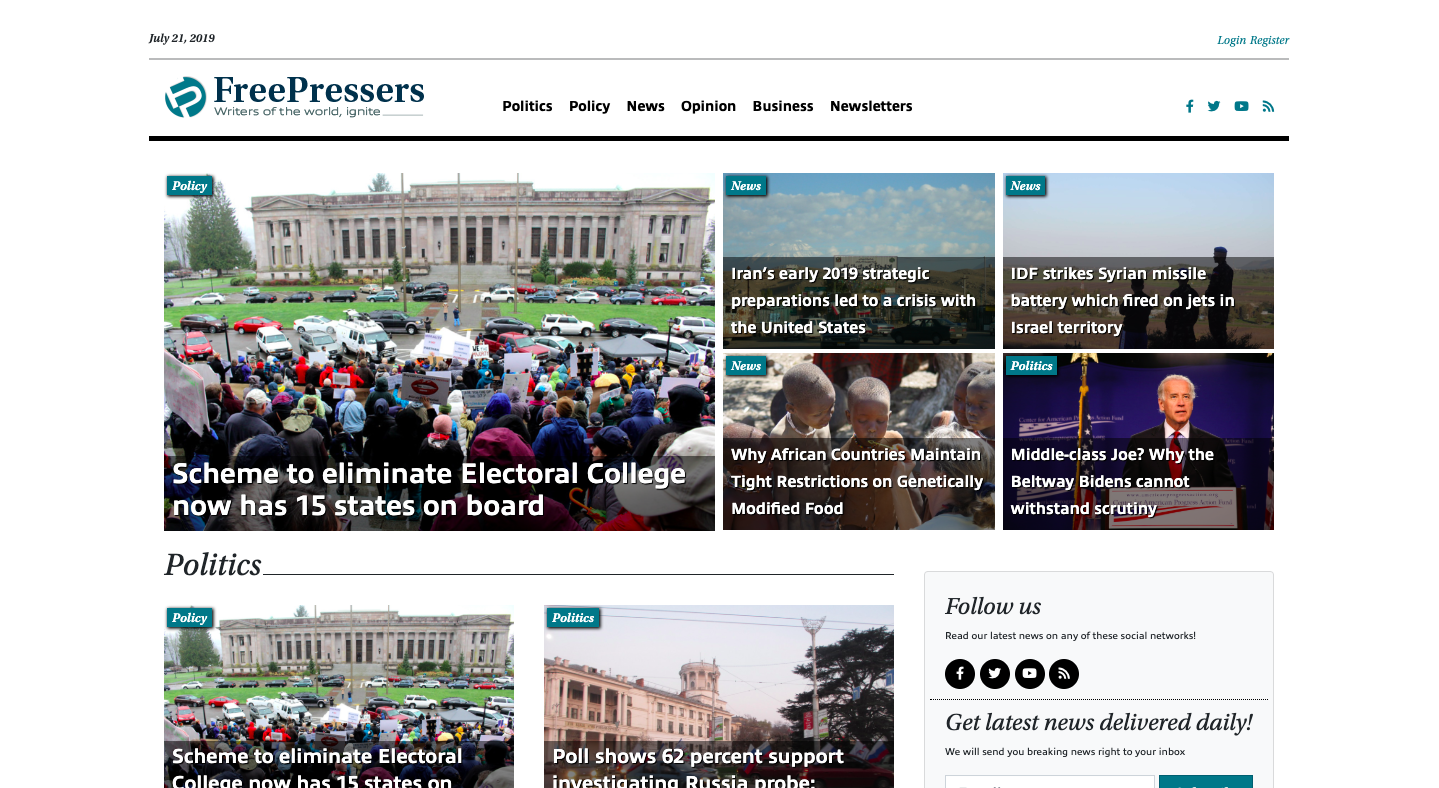 July 21, 2019
Login Register
FreePressers
Writers of the world, ignite
Politics Policy News Opinion Business Newsletters
Policy
Scheme to eliminate Electoral College
now has 15 states on board
News
Iran's early 2019 strategic
preparations led to a crisis with
the United States
News
IDF strikes Syrian missile
battery which fired on jets in
Israel territory
News
Why African Countries Maintain
Tight Restrictions on Genetically
Modified Food
Politics
Middle-class Joe? Why the
Beltway Bidens cannot
withstand scrutiny
Politics
Policy
Scheme to eliminate Electoral
College now has 15 states on
Politics
Poll shows 62 percent support
investigating Russia probe;
Follow us
Read our latest news on any of these social networks!
Get latest news delivered daily!
We will send you breaking news right to your inbox